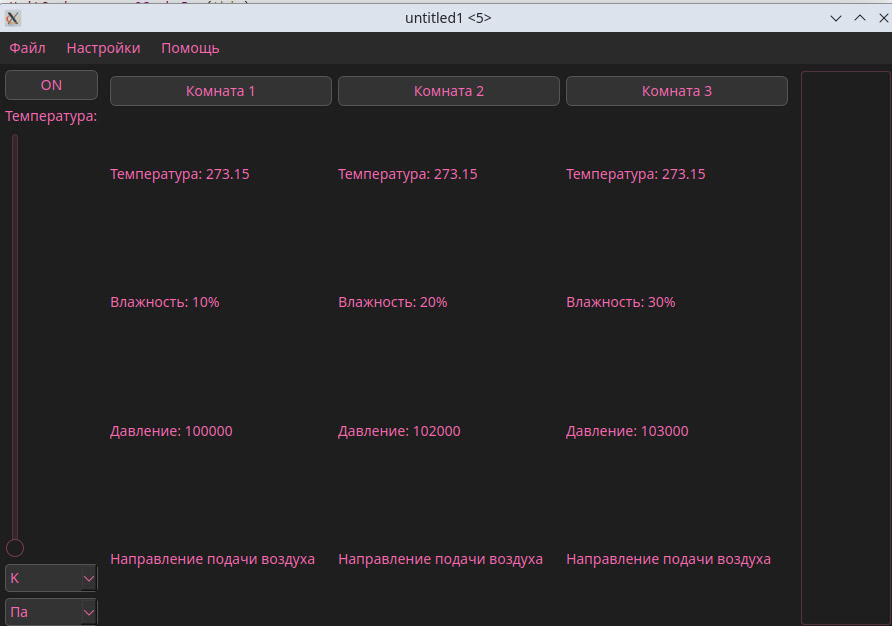 untitled1 <5>
Файл Настройки Помощь
ON Комната 1 Комната 2 Комната 3
Температура:
Температура: 273.15 Температура: 273.15 Температура: 273.15
Влажность: 10% Влажность: 20% Влажность: 30%
Давление: 100000 Давление: 102000 Давление: 103000
Направление подачи воздуха Направление подачи воздуха Направление подачи воздуха
K
Па